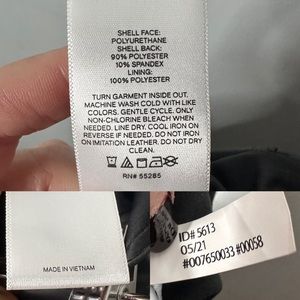 SHELL FACE:
POLYURETHANE
SHELL BACK:
90% POLYESTER
10% SPANDEX
LINING:
100% POLYESTER
TURN GARMENT INSIDE OUT.
MACHINE WASH COLD WITH LIKE
COLORS. GENTLE CYCLE. ONLY
NON-CHLORINE BLEACH WHEN
NEEDED. LINE DRY. COOL IRON ON
REVERSE IF NEEDED. DO NOT IRON
ON IMITATION LEATHER. DO NOT DRY
CLEAN.
RN# 55285
MADE IN VIETNAM
ID# 5613
05/21
#007650033 #00058